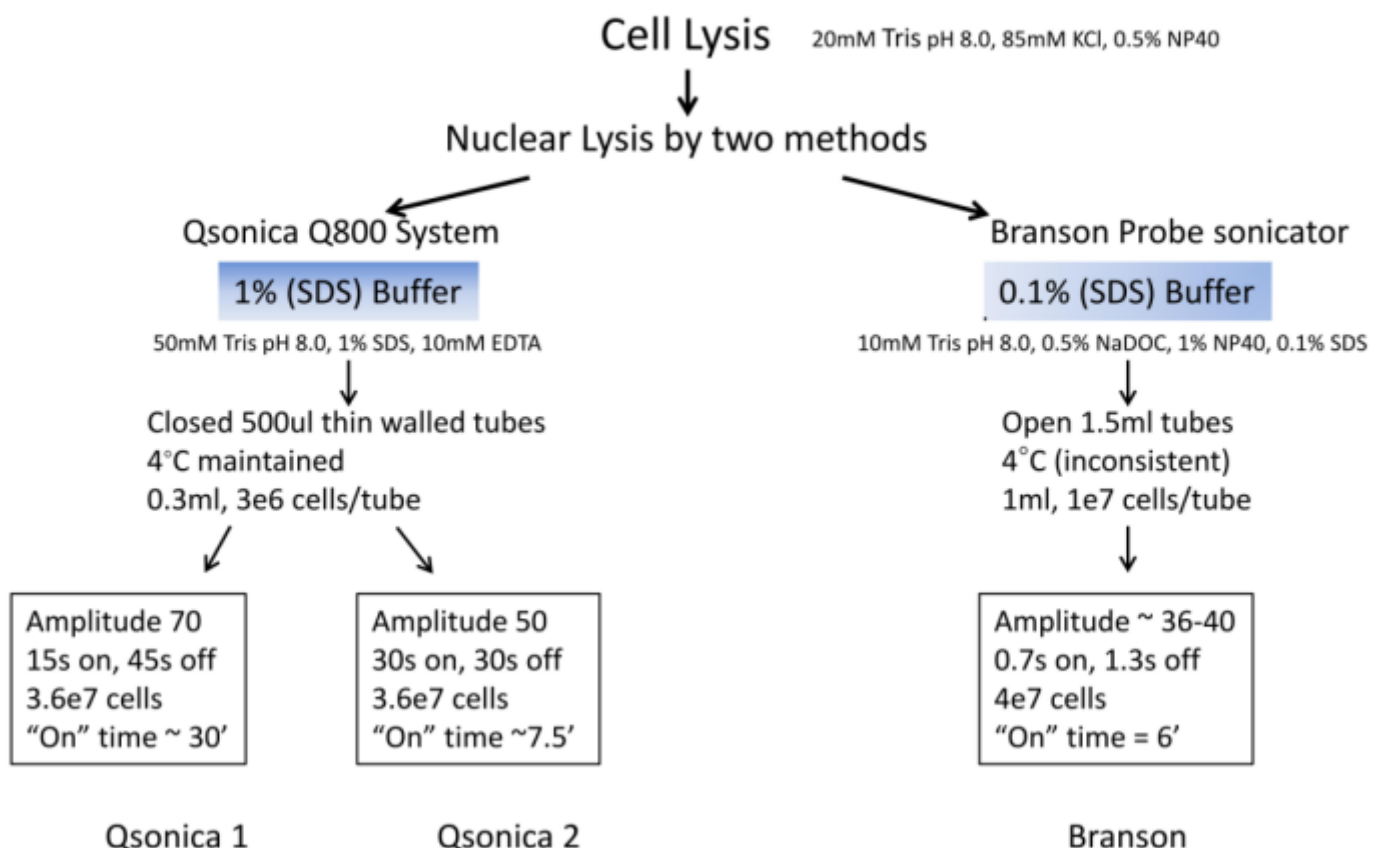 Cell Lysis 20mM Tris pH 8.0, 85mM KCl, 0.5% NP40
Nuclear Lysis by two methods
Qsonica Q800 System
1% (SDS) Buffer
50mM Tris pH 8.0, 1% SDS, 10mM EDTA
Closed 500ul thin walled tubes
4°C maintained
0.3ml, 3e6 cells/tube
Amplitude 70
15s on, 45s off
3.6e7 cells
“On” time ~ 30’
Qsonica 1
Amplitude 50
30s on, 30s off
3.6e7 cells
“On” time ~7.5’
Qsonica 2
Branson Probe sonicator
0.1% (SDS) Buffer
10mM Tris pH 8.0, 0.5% NaDOC, 1% NP40, 0.1% SDS
Open 1.5ml tubes
4°C (inconsistent)
1ml, 1e7 cells/tube
Amplitude ~ 36-40
0.7s on, 1.3s off
4e7 cells
“On” time = 6’
Branson